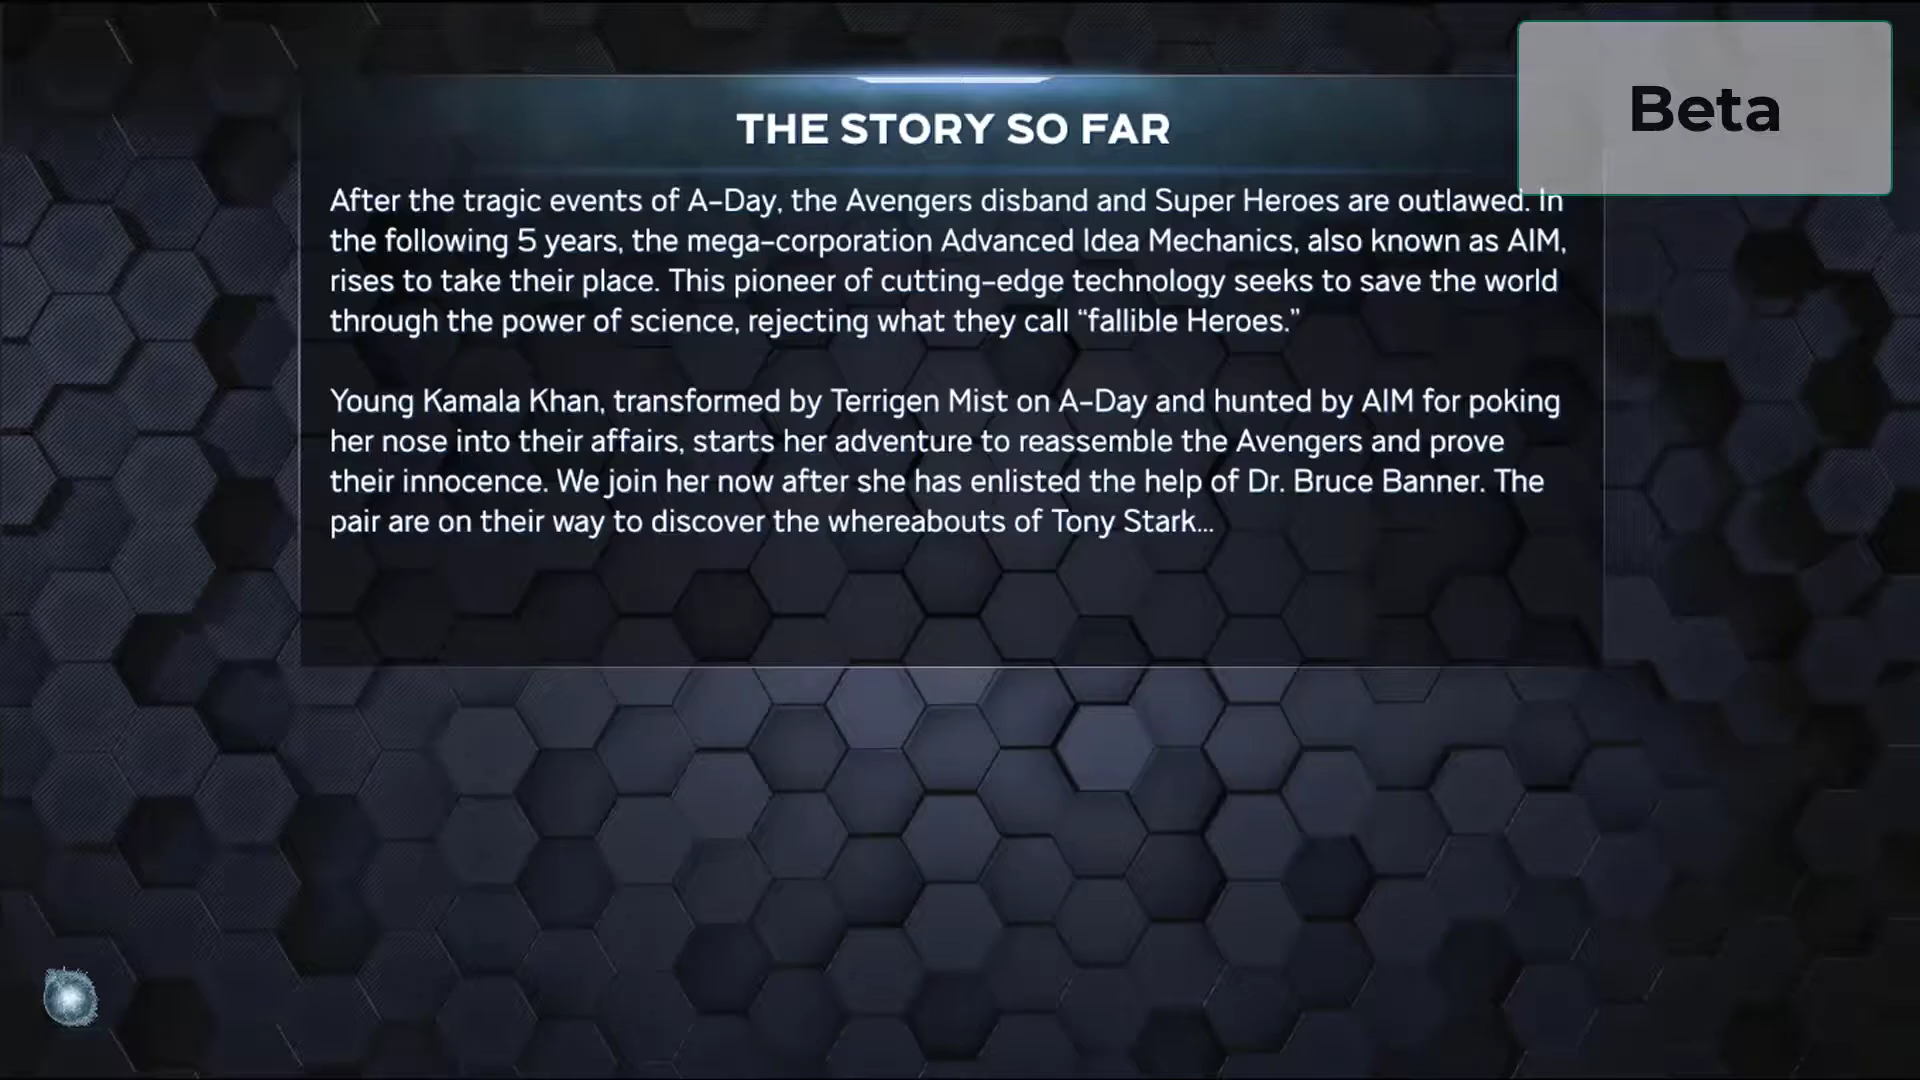 Beta
THE STORY SO FAR
After the tragic events of A-Day, the Avengers disband and Super Heroes are outlawed. In
the following 5 years, the mega-corporation Advanced Idea Mechanics, also known as AIM,
rises to take their place. This pioneer of cutting-edge technology seeks to save the world
through the power of science, rejecting what they call “fallible Heroes.”
Young Kamala Khan, transformed by Terrigen Mist on A-Day and hunted by AIM for poking
her nose into their affairs, starts her adventure to reassemble the Avengers and prove
their innocence. We join her now after she has enlisted the help of Dr. Bruce Banner. The
pair are on their way to discover the whereabouts of Tony Stark...